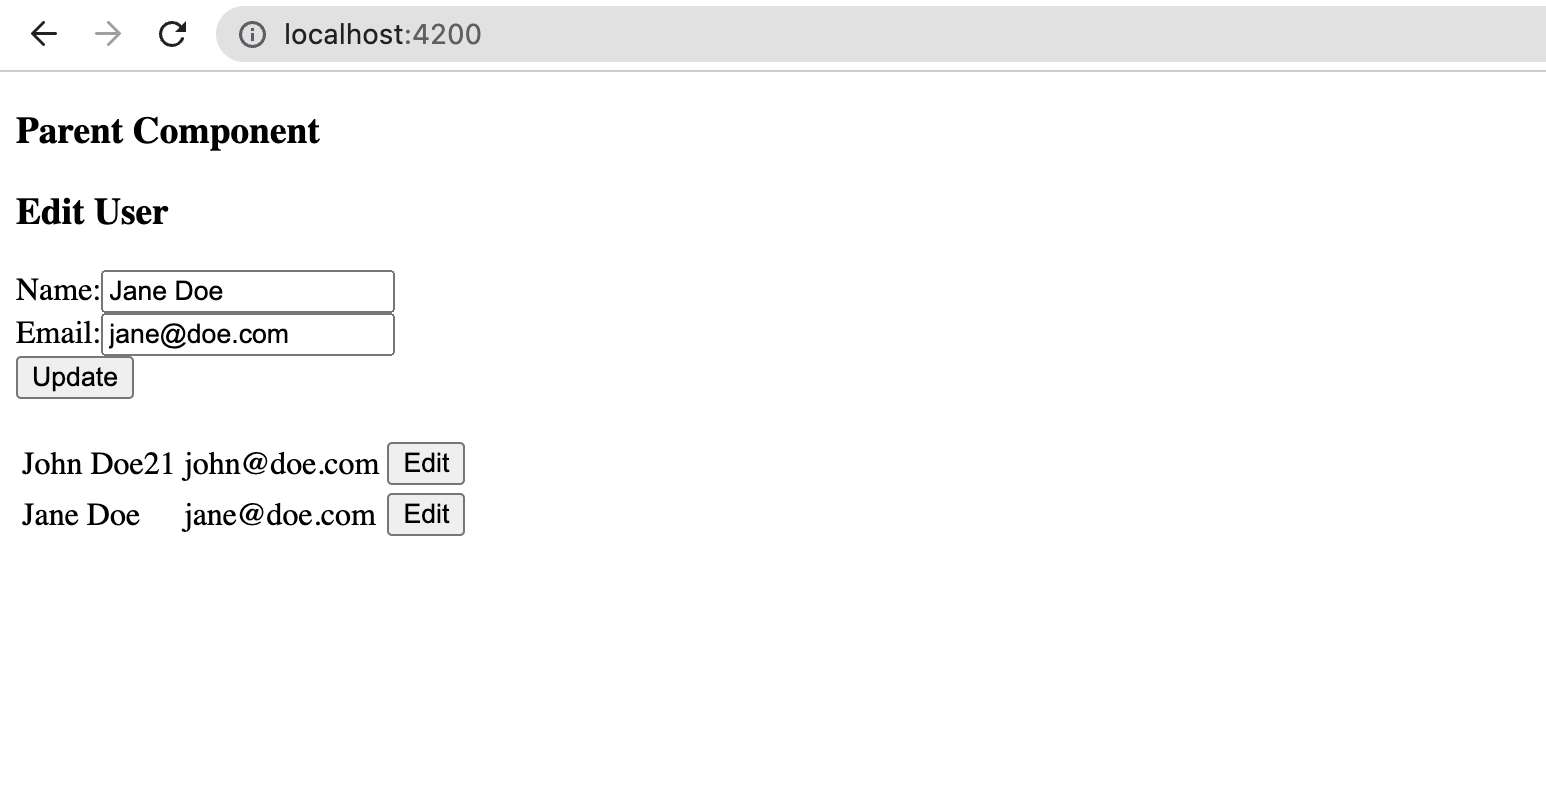 localhost:4200
Parent Component
Edit User
Name: Jane Doe
Email: jane@doe.com
Update
John Doe21 john@doe.com Edit
Jane Doe jane@doe.com Edit